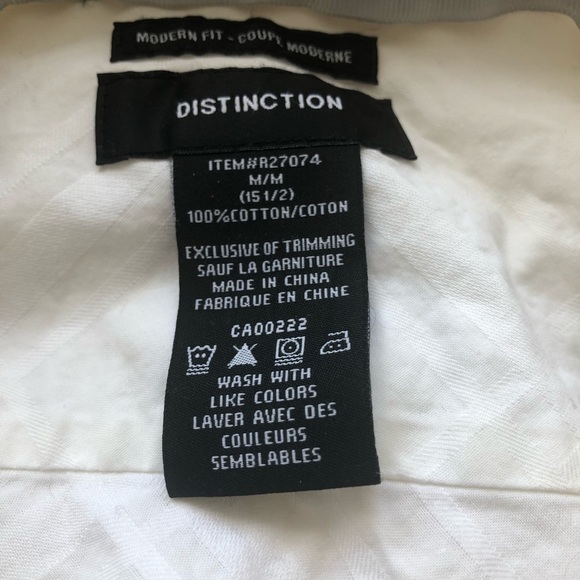 MODERN FIT - COUPE MODERNE
DISTINCTION
ITEM#R27074
M/M
(15 1/2)
100%COTTON/COTON
EXCLUSIVE OF TRIMMING
SAUF LA GARNITURE
MADE IN CHINA
FABRIQUE EN CHINE
CA00222
WASH WITH
LIKE COLORS
LAVER AVEC DES
COULEURS
SEMBLABLES